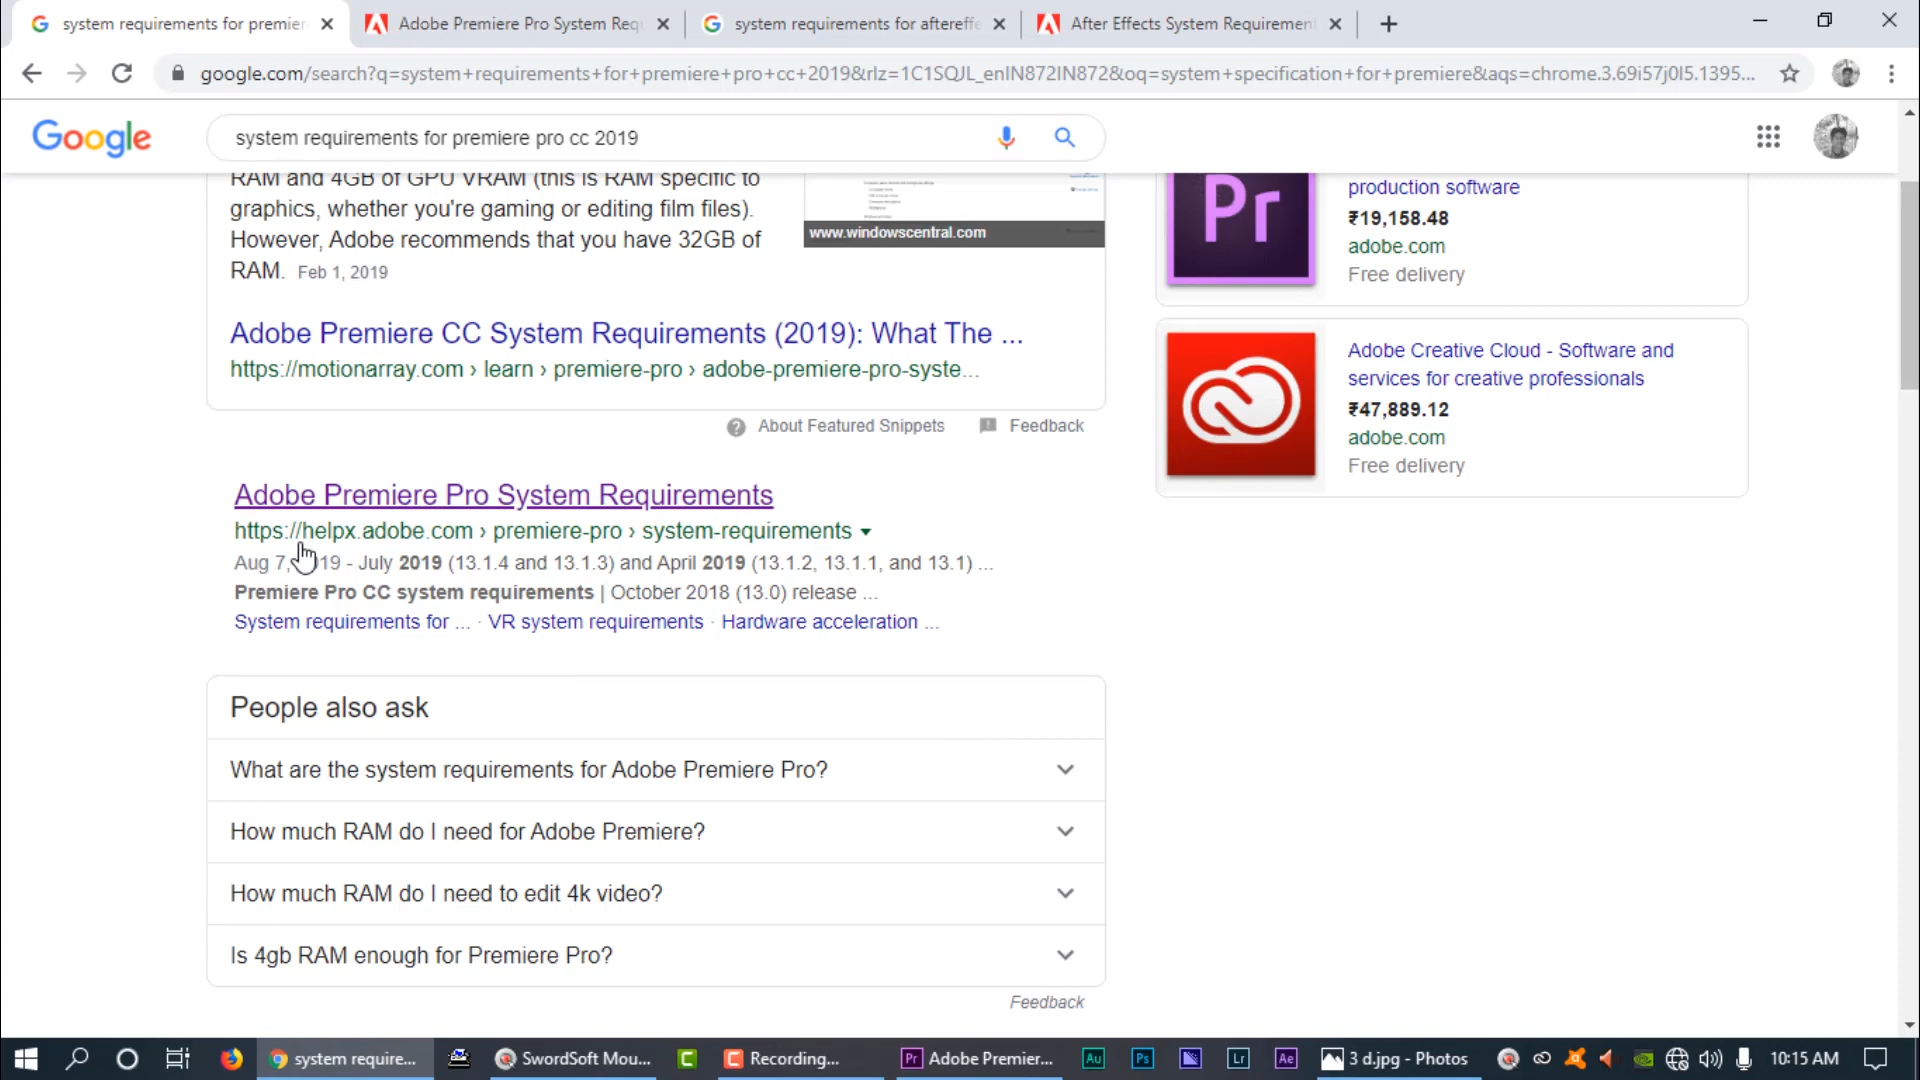 system requirements for premier
Adobe Premiere Pro System Req
system requirements for aftereffe
After Effects System Requirement
google.com/search?q=system+requirements+for+premiere+pro+cc+2019&rlz=1C1SQJL_enIN872IN872&oq=system+specification+for+premiere&aqs=chrome.3.69i57j0l5.1395...
Google
system requirements for premiere pro cc 2019
RAM and 4GB of GPU VRAM (this is RAM specific to
graphics, whether you're gaming or editing film files).
However, Adobe recommends that you have 32GB of
RAM. Feb 1, 2019
www.windowscentral.com
Adobe Premiere CC System Requirements (2019): What The ...
https://motionarray.com › learn › premiere-pro › adobe-premiere-pro-syste...
About Featured Snippets
Feedback
Adobe Premiere Pro System Requirements
https://helpx.adobe.com › premiere-pro › system-requirements
Aug 7, 2019 - July 2019 (13.1.4 and 13.1.3) and April 2019 (13.1.2, 13.1.1, and 13.1) ...
Premiere Pro CC system requirements | October 2018 (13.0) release ...
System requirements for ... · VR system requirements · Hardware acceleration ...
People also ask
What are the system requirements for Adobe Premiere Pro?
How much RAM do I need for Adobe Premiere?
How much RAM do I need to edit 4k video?
Is 4gb RAM enough for Premiere Pro?
Feedback
Pr
production software
₹19,158.48
adobe.com
Free delivery
Adobe Creative Cloud - Software and
services for creative professionals
₹47,889.12
adobe.com
Free delivery
system require...
SwordSoft Mou...
C
Recording...
Pr
Adobe Premier...
Au
Ps
Lr
Ae
3 d.jpg - Photos
10:15 AM